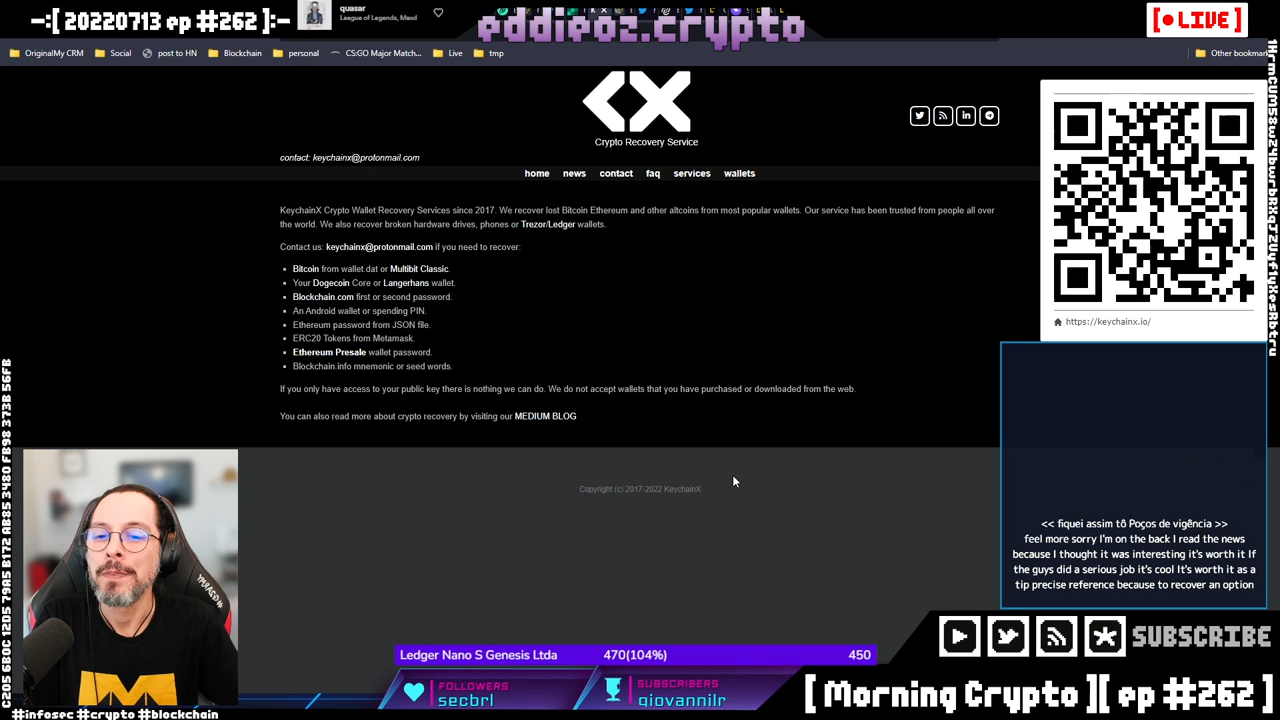 -:[ 20220713 ep #262 ]:-
quasar
League of Legends, Mxxd
eddieoz.crypto
[● LIVE ]
OriginalMy CRM
Social
post to HN
Blockchain
personal
CS:GO Major Match...
Live
tmp
Other bookmar
Crypto Recovery Service
contact: keychainx@protonmail.com
home news contact faq services wallets
KeychainX Crypto Wallet Recovery Services since 2017. We recover lost Bitcoin Ethereum and other altcoins from most popular wallets. Our service has been trusted from people all over
the world. We also recover broken hardware drives, phones or Trezor/Ledger wallets.
Contact us: keychainx@protonmail.com if you need to recover:
Bitcoin from wallet.dat or Multibit Classic.
Your Dogecoin Core or Langerhans wallet.
Blockchain.com first or second password.
An Android wallet or spending PIN.
Ethereum password from JSON file.
ERC20 Tokens from Metamask.
Ethereum Presale wallet password.
Blockchain.info mnemonic or seed words.
If you only have access to your public key there is nothing we can do. We do not accept wallets that you have purchased or downloaded from the web.
You can also read more about crypto recovery by visiting our MEDIUM BLOG
Copyright (c) 2017-2022 KeychainX
https://keychainx.io/
<< fiquei assim tô Poços de vigência >>
feel more sorry I'm on the back I read the news
because I thought it was interesting it's worth it If
the guys did a serious job it's cool It's worth it as a
tip precise reference because to recover an option
SUBSCRIBE
Ledger Nano S Genesis Ltda 470(104%) 450
FOLLOWERS
secbrl
SUBSCRIBERS
giovannilr
[ Morning Crypto ][ ep #262 ]
#infosec #crypto #blockchain